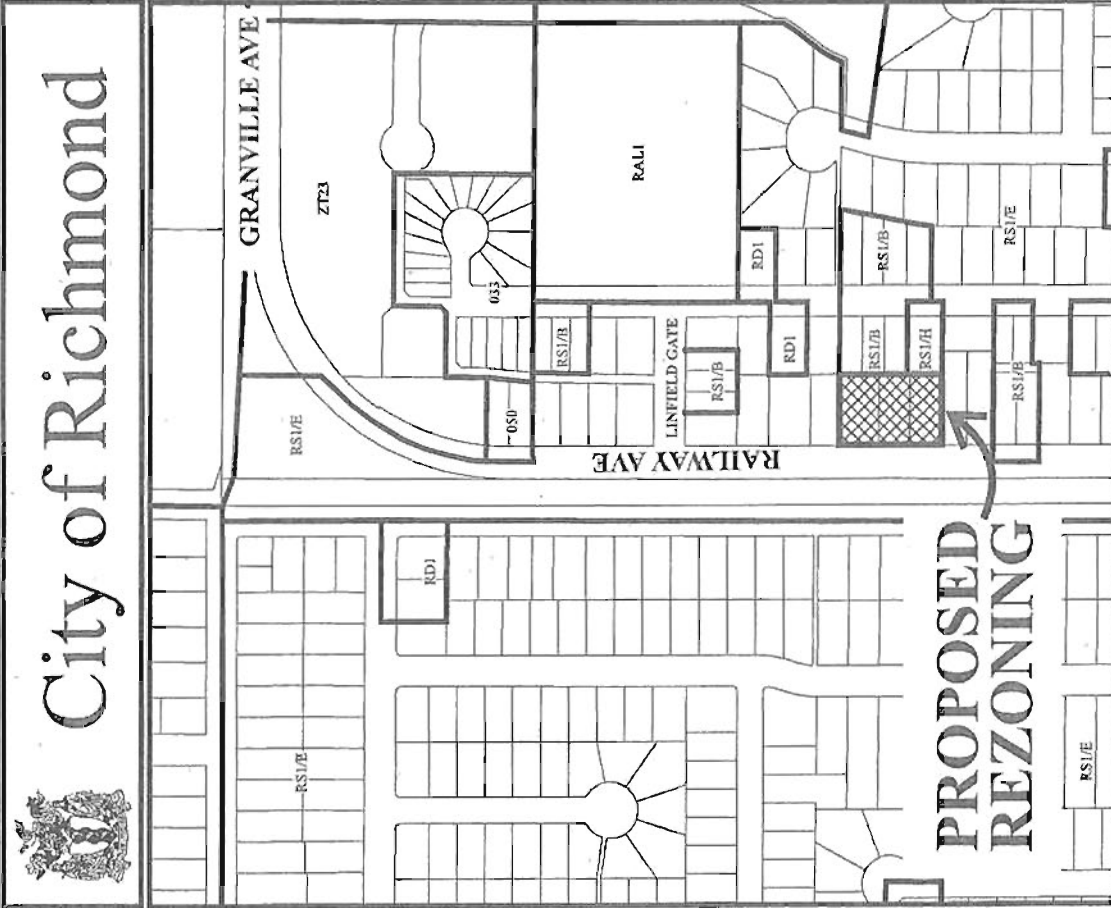 City of Richmond
GRANVILLE AVE
ZT23
RAL1
033
RS1/E
~050
RS1/B
LINFIELD GATE
RS1/B
RD1
RD1
RS1/B
RS1/B
RS1/H
RS1/E
RS1/B
RAILWAY AVE
RD1
RS1/E
PROPOSED
REZONING
RS1/E